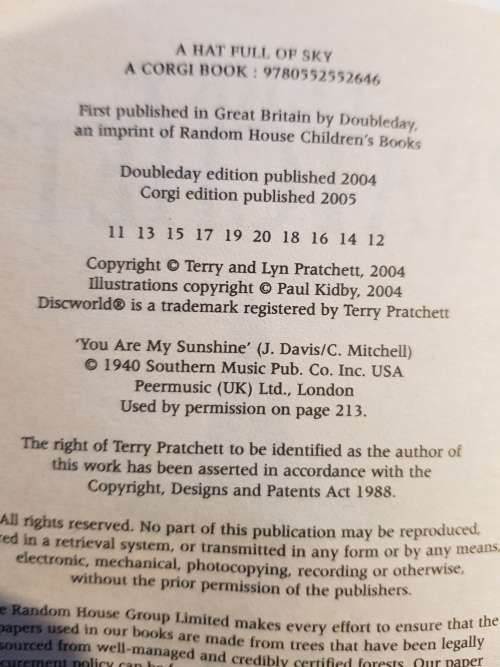 A HAT FULL OF SKY
A CORGI BOOK : 9780552552646
First published in Great Britain by Doubleday,
an imprint of Random House Children's Books
Doubleday edition published 2004
Corgi edition published 2005
11 13 15 17 19 20 18 16 14 12
Copyright © Terry and Lyn Pratchett, 2004
Illustrations copyright © Paul Kidby, 2004
Discworld® is a trademark registered by Terry Pratchett
'You Are My Sunshine' (J. Davis/C. Mitchell)
© 1940 Southern Music Pub. Co. Inc. USA
Peermusic (UK) Ltd., London
Used by permission on page 213.
The right of Terry Pratchett to be identified as the author of
this work has been asserted in accordance with the
Copyright, Designs and Patents Act 1988.
All rights reserved. No part of this publication may be reproduced,
in a retrieval system, or transmitted in any form or by any means,
electronic, mechanical, photocopying, recording or otherwise,
without the prior permission of the publishers.
Random House Group Limited makes every effort to ensure that the
papers used in our books are made from trees that have been legally
sourced from well-managed and credibly certified forests. Our paper
policy can be